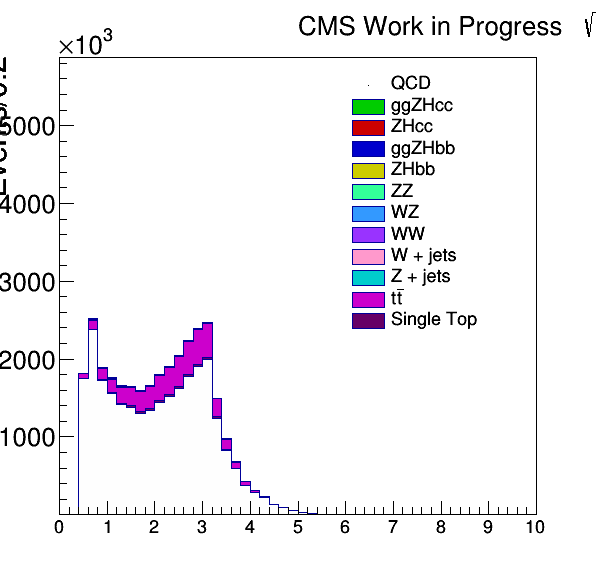 CMS Work in Progress √
×10³
QCD
ggZHcc
ZHcc
ggZHbb
ZHbb
ZZ
WZ
WW
W + jets
Z + jets
tt̄
Single Top
5000
4000
3000
2000
1000
0 1 2 3 4 5 6 7 8 9 10